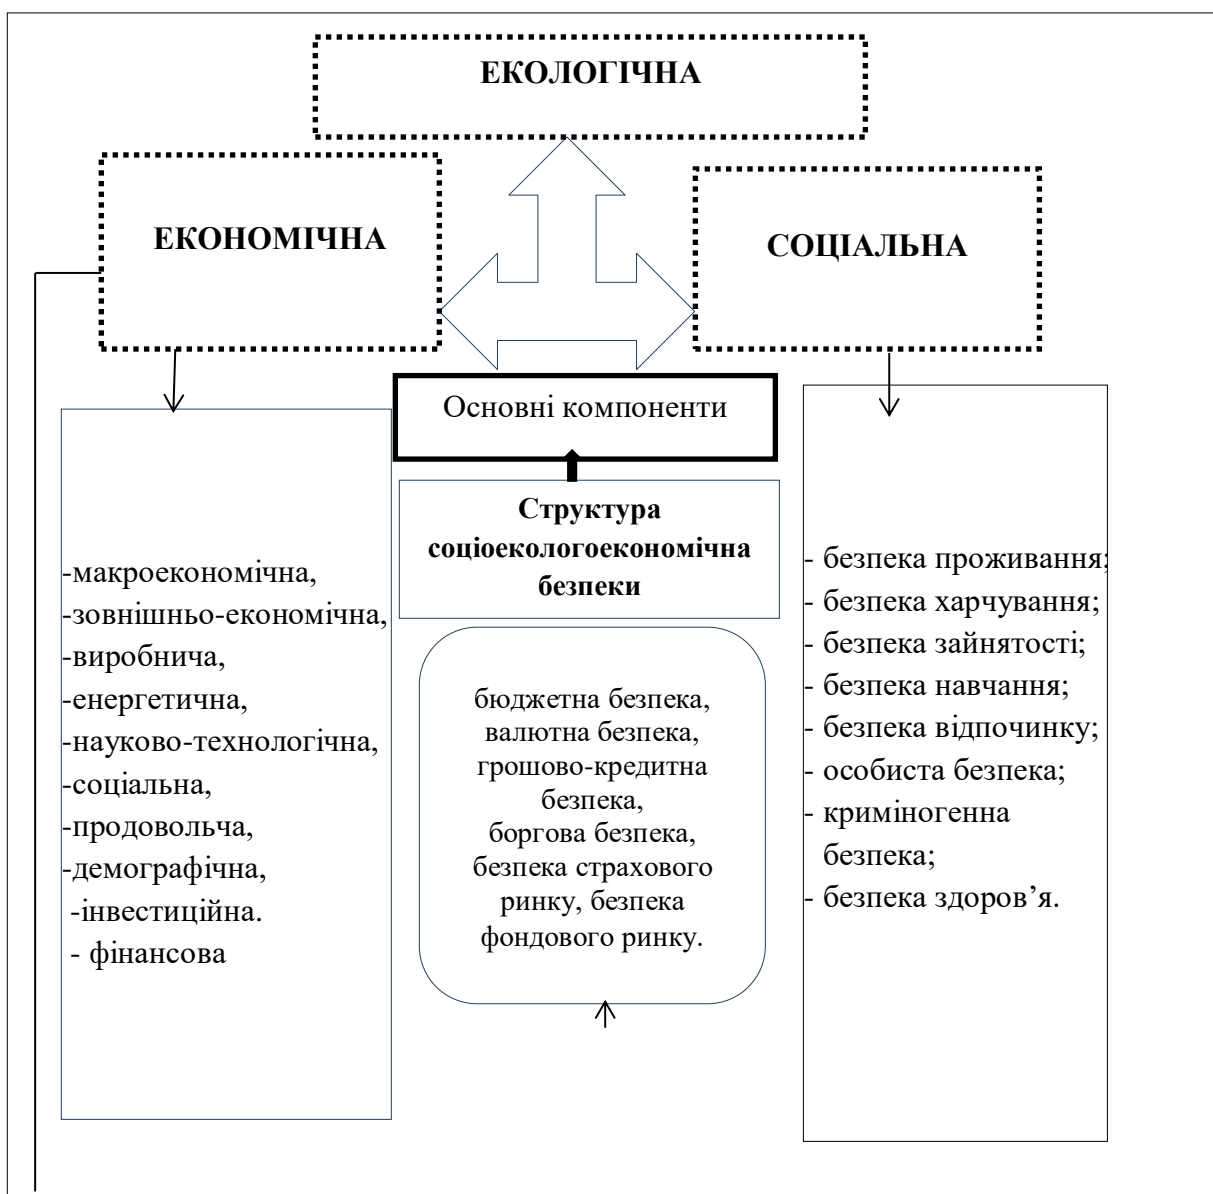 ЕКОЛОГІЧНА
ЕКОНОМІЧНА
СОЦІАЛЬНА
Основні компоненти
Структура
соціоекологоекономічна
безпеки
-макроекономічна,
-зовнішньо-економічна,
-виробнича,
-енергетична,
-науково-технологічна,
-соціальна,
-продовольча,
-демографічна,
-інвестиційна.
- фінансова
бюджетна безпека,
валютна безпека,
грошово-кредитна
безпека,
боргова безпека,
безпека страхового
ринку, безпека
фондового ринку.
- безпека проживання;
- безпека харчування;
- безпека зайнятості;
- безпека навчання;
- безпека відпочинку;
- особиста безпека;
- криміногенна
безпека;
- безпека здоров’я.